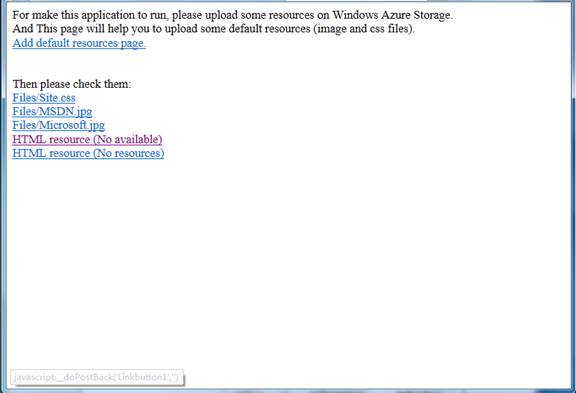 For make this application to run, please upload some resources on Windows Azure Storage.
And This page will help you to upload some default resources (image and css files).
Add default resources page.
Then please check them:
Files/Site.css
Files/MSDN.jpg
Files/Microsoft.jpg
HTML resource (No available)
HTML resource (No resources)
javascript:__doPostBack('Linkbutton1','')